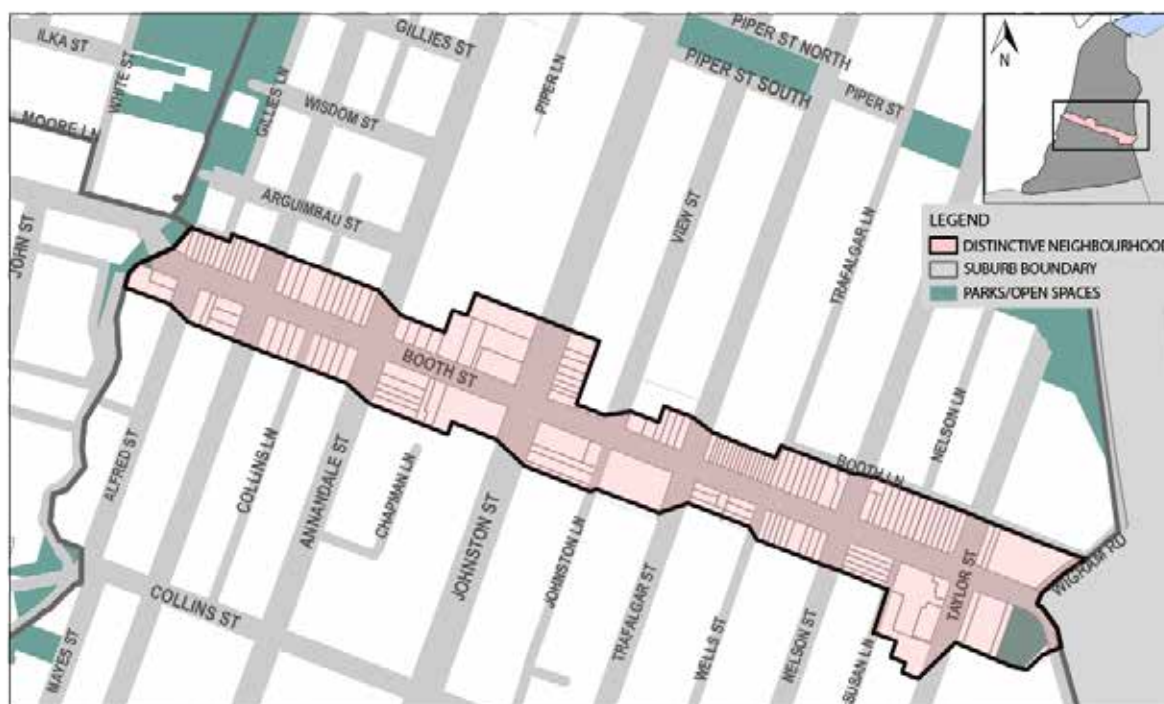 ILKA ST
WHITE ST
MOORE LN
GILLIES LN
GILLIES ST
WISDOM ST
ARGUIMBAU ST
PIPER LN
PIPER ST NORTH
PIPER ST SOUTH
PIPER ST
VIEW ST
TRAFALGAR LN
N
LEGEND
DISTINCTIVE NEIGHBOURHOOD
SUBURB BOUNDARY
PARKS/OPEN SPACES
JOHN ST
BOOTH ST
BOOTH LN
NELSON LN
WIGRAM RD
TAYLOR ST
ALFRED ST
COLLINS LN
ANNANDALE ST
CHAPMAN LN
JOHNSTON ST
JOHNSTON LN
TRAFALGAR ST
WELLS ST
NELSON ST
SUSAN LN
COLLINS ST
MAYES ST